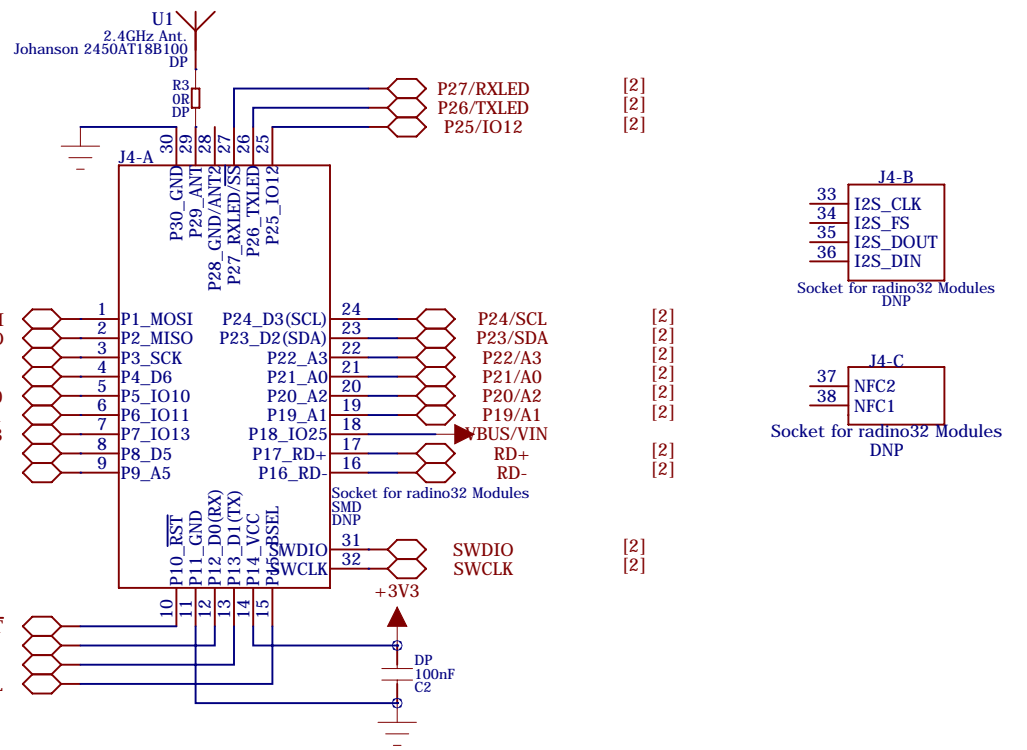 U1
2.4GHz Ant.
Johanson 2450AT18B100
DP
R3
0R
DP
P27/RXLED [2]
P26/TXLED [2]
P25/IO12 [2]
30 29 28 27 26 25
J4-A
P30_GND
P29_ANT
P28_GND/ANT2
P27_RXLED/SS
P26_TXLED
P25_IO12
J4-B
33 I2S_CLK
34 I2S_FS
35 I2S_DOUT
36 I2S_DIN
Socket for radino32 Modules
DNP
1 P1_MOSI P24_D3(SCL) 24 P24/SCL [2]
2 P2_MISO P23_D2(SDA) 23 P23/SDA [2]
3 P3_SCK P22_A3 22 P22/A3 [2]
4 P4_D6 P21_A0 21 P21/A0 [2]
5 P5_IO10 P20_A2 20 P20/A2 [2]
6 P6_IO11 P19_A1 19 P19/A1 [2]
7 P7_IO13 P18_IO25 18 VBUS/VIN
8 P8_D5 P17_RD+ 17 RD+ [2]
9 P9_A5 P16_RD- 16 RD- [2]
J4-C
37 NFC2
38 NFC1
Socket for radino32 Modules
DNP
Socket for radino32 Modules
SMD
DNP
P10_RST
P11_GND
P12_D0(RX)
P13_D1(TX)
P14_VCC
P15_BSEL
SWDIO 31 SWDIO [2]
SWCLK 32 SWCLK [2]
10 11 12 13 14 15
+3V3
DP
100nF
C2